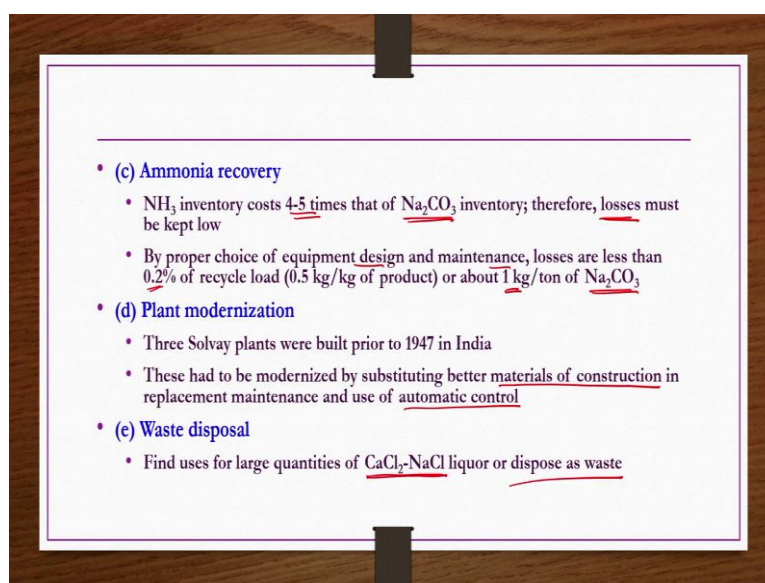 • (c) Ammonia recovery
• NH₃ inventory costs 4-5 times that of Na₂CO₃ inventory; therefore, losses must
be kept low
• By proper choice of equipment design and maintenance, losses are less than
0.2% of recycle load (0.5 kg/kg of product) or about 1 kg/ton of Na₂CO₃
• (d) Plant modernization
• Three Solvay plants were built prior to 1947 in India
• These had to be modernized by substituting better materials of construction in
replacement maintenance and use of automatic control
• (e) Waste disposal
• Find uses for large quantities of CaCl₂-NaCl liquor or dispose as waste